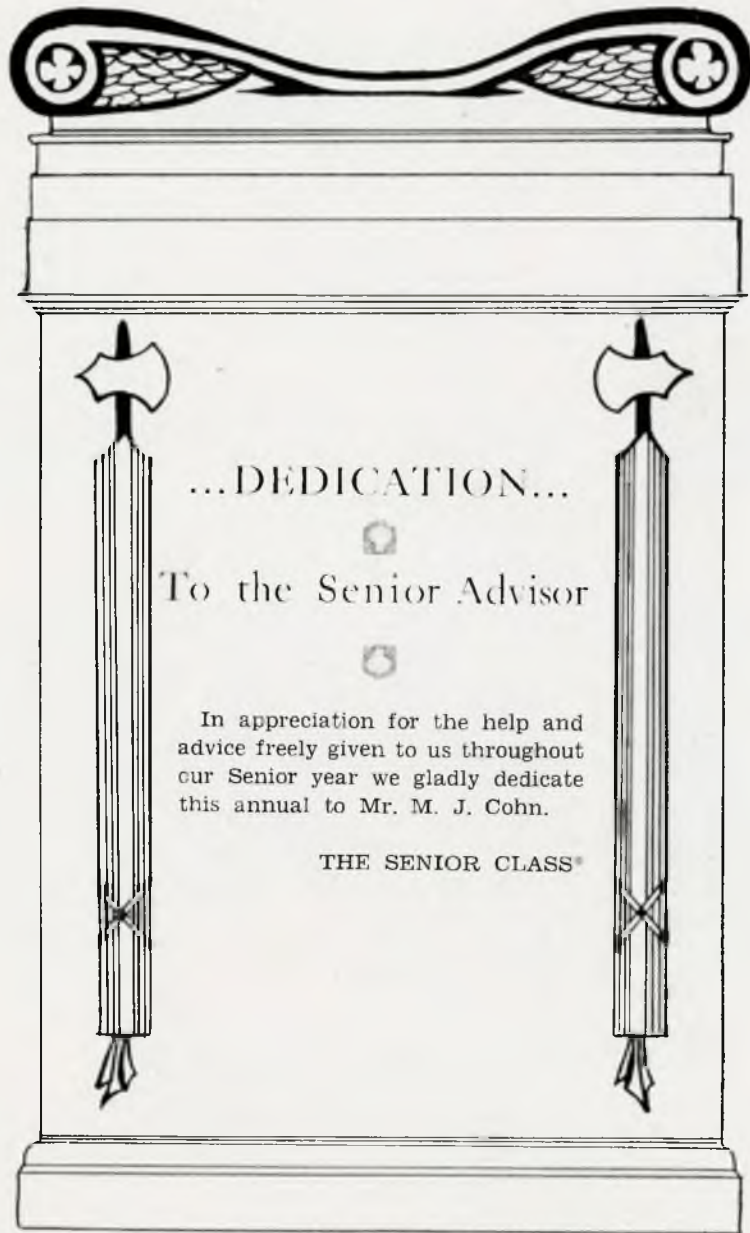 ...DEDICATION...
To the Senior Advisor
In appreciation for the help and
advice freely given to us throughout
our Senior year we gladly dedicate
this annual to Mr. M. J. Cohn.
THE SENIOR CLASS